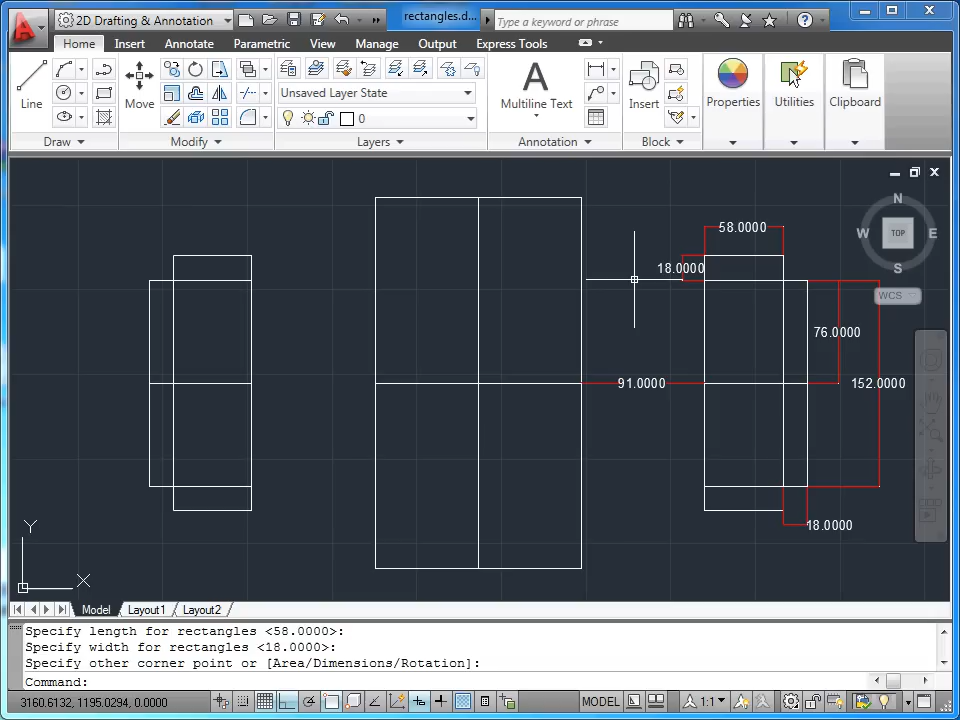 2D Drafting & Annotation
rectangles.d...
Type a keyword or phrase
Home Insert Annotate Parametric View Manage Output Express Tools
Line
Move
Unsaved Layer State
0
A
Multiline Text
Insert
Properties
Utilities
Clipboard
Draw
Modify
Layers
Annotation
Block
N
W TOP E
S
WCS
58.0000
18.0000
76.0000
91.0000
152.0000
18.0000
Y
X
Model Layout1 Layout2
Specify length for rectangles <58.0000>:
Specify width for rectangles <18.0000>:
Specify other corner point or [Area/Dimensions/Rotation]:
Command:
3160.6132, 1195.0294, 0.0000
MODEL
1:1